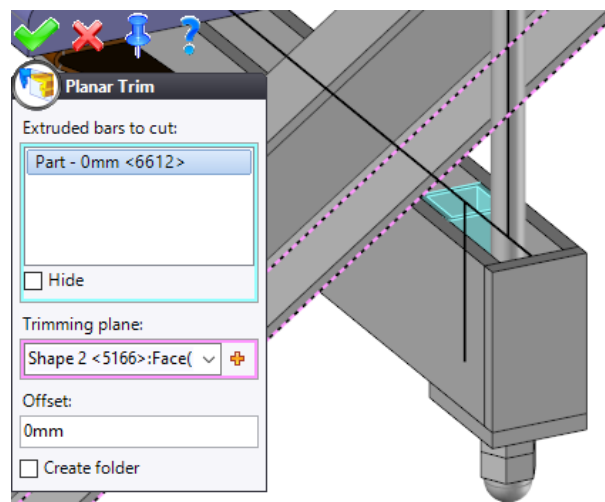 ?
Planar Trim
Extruded bars to cut:
Part - 0mm <6612>
Hide
Trimming plane:
Shape 2 <5166>:Face(
Offset:
0mm
Create folder